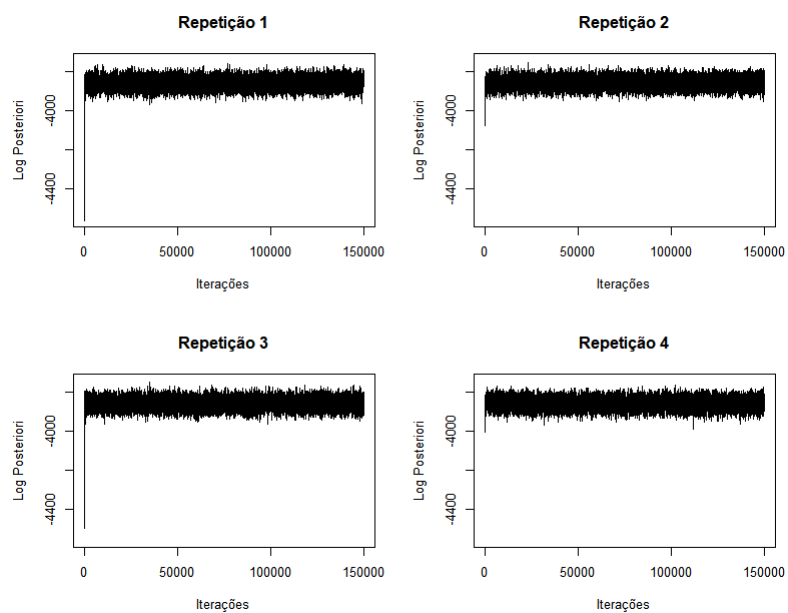 Repetição 1
Log Posteriori
-4000
-4400
0 50000 100000 150000
Iterações
Repetição 2
Log Posteriori
-4000
-4400
0 50000 100000 150000
Iterações
Repetição 3
Log Posteriori
-4000
-4400
0 50000 100000 150000
Iterações
Repetição 4
Log Posteriori
-4000
-4400
0 50000 100000 150000
Iterações